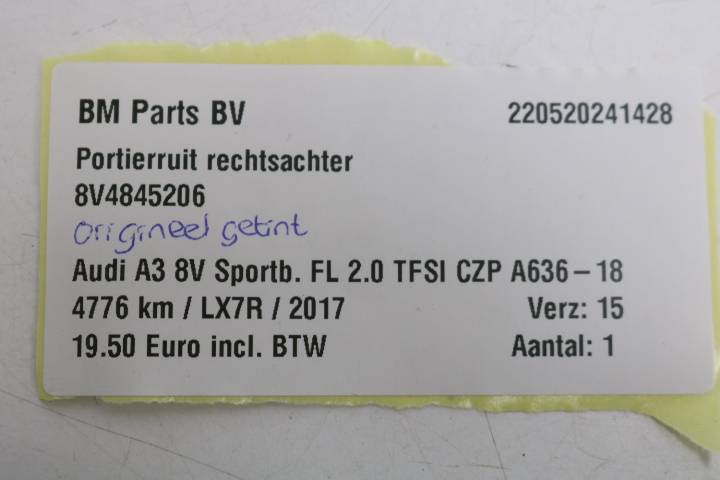 BM Parts BV 220520241428
Portierruit rechtsachter
8V4845206
origineel getint
Audi A3 8V Sportb. FL 2.0 TFSI CZP A636-18
4776 km / LX7R / 2017 Verz: 15
19.50 Euro incl. BTW Aantal: 1